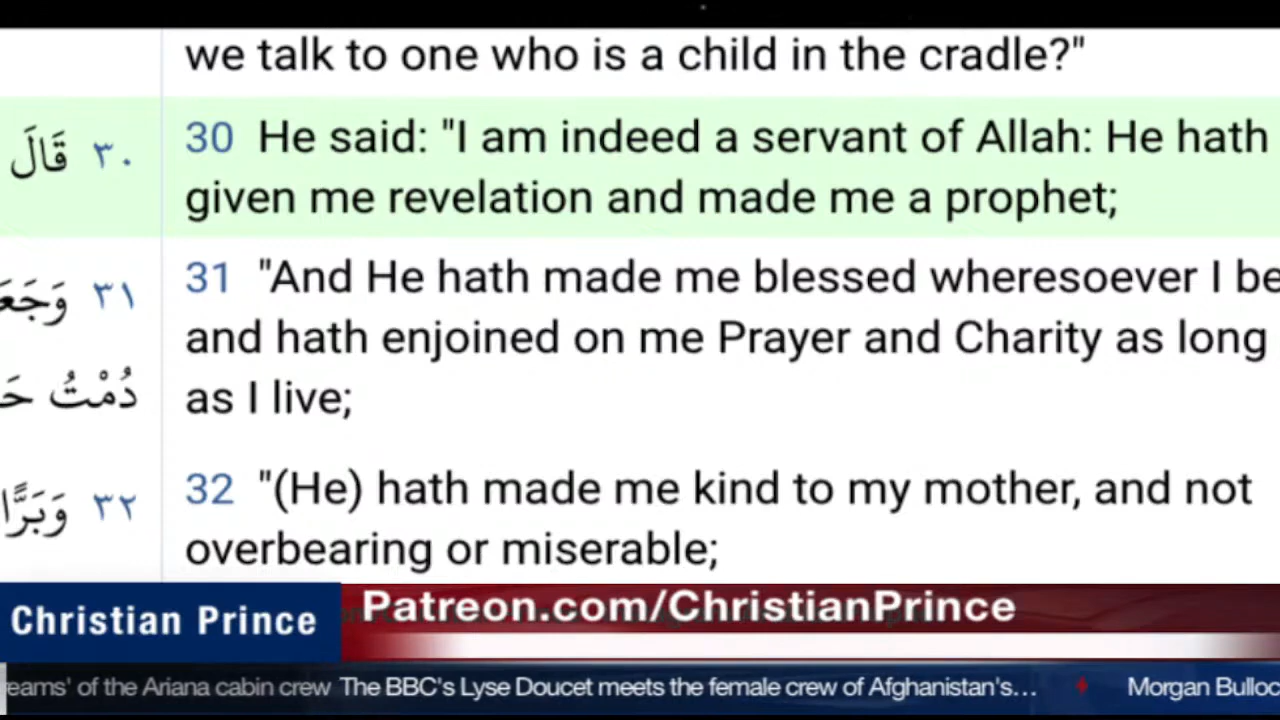 we talk to one who is a child in the cradle?"
٣٠ قَالَ
30 He said: "I am indeed a servant of Allah: He hath
given me revelation and made me a prophet;
٣١
31 "And He hath made me blessed wheresoever I be
and hath enjoined on me Prayer and Charity as long
دُمْتُ
as I live;
٣٢ وَبَرًّا
32 "(He) hath made me kind to my mother, and not
overbearing or miserable;
Christian Prince
Patreon.com/ChristianPrince
of the Ariana cabin crew The BBC's Lyse Doucet meets the female crew of Afghanistan's... Morgan